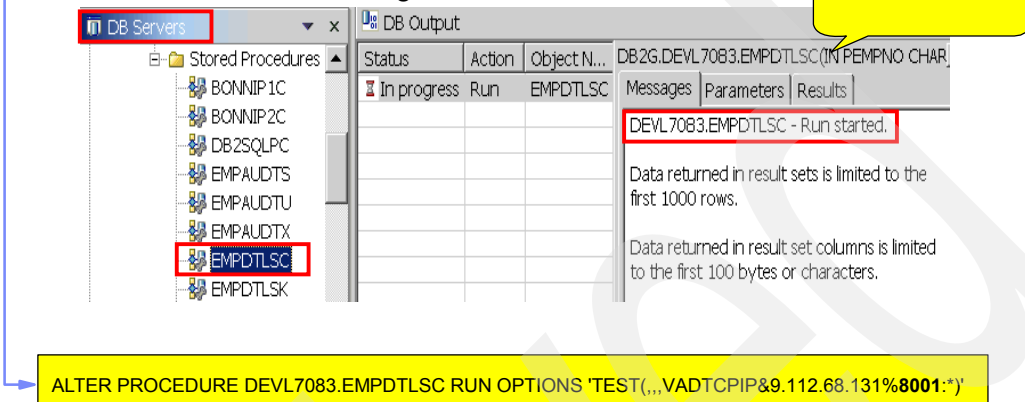 DB Servers
Stored Procedures
BONNIP1C
BONNIP2C
DB2SQLPC
EMPAUDTS
EMPAUDTU
EMPAUDTX
EMPDTLSC
EMPDTLSK
DB Output
Status Action Object N...
In progress Run EMPDTLSC
DB2G.DEVL7083.EMPDTLSC(IN PEMPNO CHAR
Messages Parameters Results
DEVL7083.EMPDTLSC - Run started.
Data returned in result sets is limited to the
first 1000 rows.
Data returned in result set columns is limited
to the first 100 bytes or characters.
ALTER PROCEDURE DEVL7083.EMPDTLSC RUN OPTIONS 'TEST(,,,VADTCPIP&9.112.68.131%8001:*)'